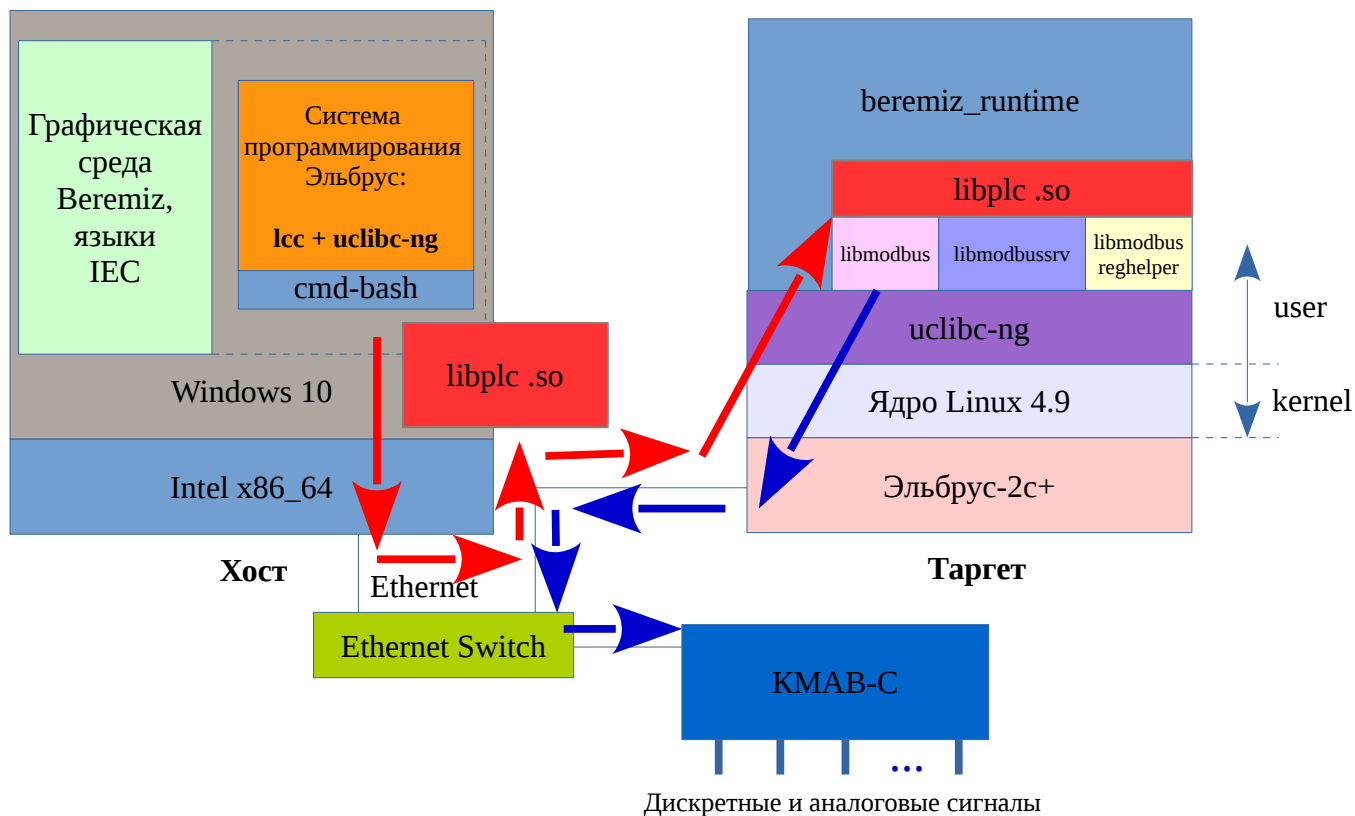 Графическая
среда
Beremiz,
языки
IEC
Система
программирования
Эльбрус:
lcc + uclibc-ng
cmd-bash
libplc .so
Windows 10
Intel x86_64
Хост
Ethernet
Ethernet Switch
beremiz_runtime
libplc .so
libmodbus
libmodbussrv
libmodbus
reghelper
uclibc-ng
Ядро Linux 4.9
Эльбрус-2с+
user
kernel
Таргет
КМАВ-С
...
Дискретные и аналоговые сигналы